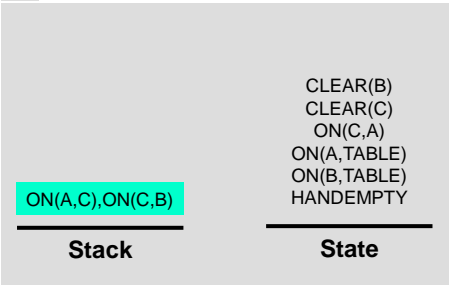 CLEAR(B)
CLEAR(C)
ON(C,A)
ON(A,TABLE)
ON(B,TABLE)
HANDEMPTY
ON(A,C),ON(C,B)
Stack
State